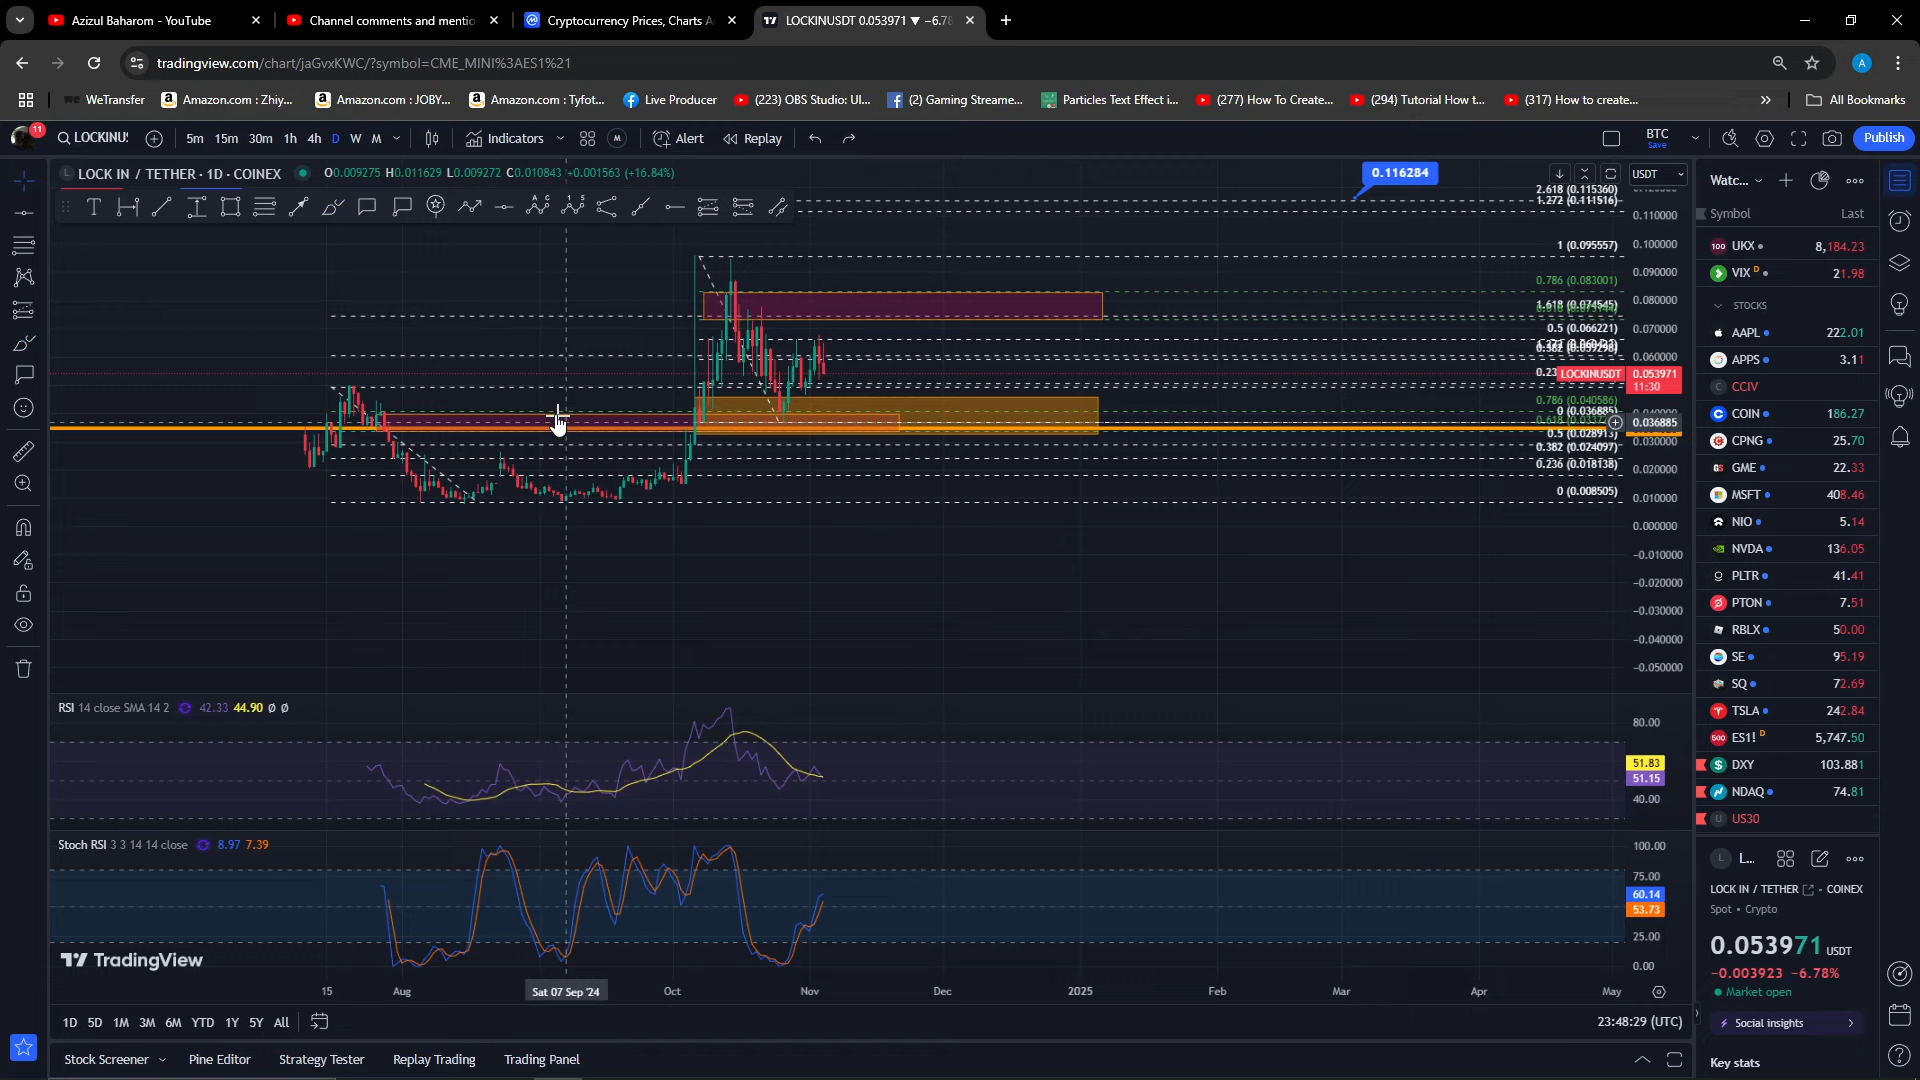 Azizul Baharom - YouTube
Channel comments and mentio
Cryptocurrency Prices, Charts A
LOCKINUSDT 0.053971 ▼ −6.78
tradingview.com/chart/jaGvxKWC/?symbol=CME_MINI%3AES1%21
A
WeTransfer
Amazon.com : Zhiy...
Amazon.com : JOBY...
Amazon.com : Tyfot...
Live Producer
(223) OBS Studio: Ul...
(2) Gaming Streame...
Particles Text Effect i...
(277) How To Create...
(294) Tutorial How t...
(317) How to create...
All Bookmarks
11
LOCKINUS
5m 15m 30m 1h 4h D W M
Indicators
M
Alert
Replay
BTC
Save
Publish
LOCK IN / TETHER · 1D · COINEX
O0.009275 H0.011629 L0.009272 C0.010843 +0.001563 (+16.84%)
0.116284
USDT
2.618 (0.115360)
1.272 (0.111516)
1 (0.095557)
0.786 (0.083001)
1.618 (0.074545)
0.5 (0.066221)
0.23
LOCKINUSDT
0.786 (0.040586)
0 (0.036885)
0.5 (0.028913)
0.382 (0.024097)
0.236 (0.018138)
0 (0.008505)
0.110000
0.100000
0.090000
0.080000
0.070000
0.060000
0.053971
11:30
0.036885
0.030000
0.020000
0.010000
0.000000
−0.010000
−0.020000
−0.030000
−0.040000
−0.050000
RSI 14 close SMA 14 2 42.33 44.90 ø ø
80.00
51.83
51.15
40.00
Stoch RSI 3 3 14 14 close 8.97 7.39
100.00
75.00
60.14
53.73
25.00
0.00
TradingView
15
Aug
Sat 07 Sep '24
Oct
Nov
Dec
2025
Feb
Mar
Apr
May
1D 5D 1M 3M 6M YTD 1Y 5Y All
23:48:29 (UTC)
Stock Screener
Pine Editor
Strategy Tester
Replay Trading
Trading Panel
Watc...
Symbol Last
UKX 8,184.23
VIX D 21.98
STOCKS
AAPL 222.01
APPS 3.11
CCIV
COIN 186.27
CPNG 25.70
GME 22.33
MSFT 408.46
NIO 5.14
NVDA 136.05
PLTR 41.41
PTON 7.51
RBLX 50.00
SE 95.19
SQ 72.69
TSLA 242.84
ES1! D 5,747.50
DXY 103.881
NDAQ 74.81
US30
L...
LOCK IN / TETHER · COINEX
Spot • Crypto
0.053971 USDT
−0.003923 −6.78%
Market open
Social insights
Key stats